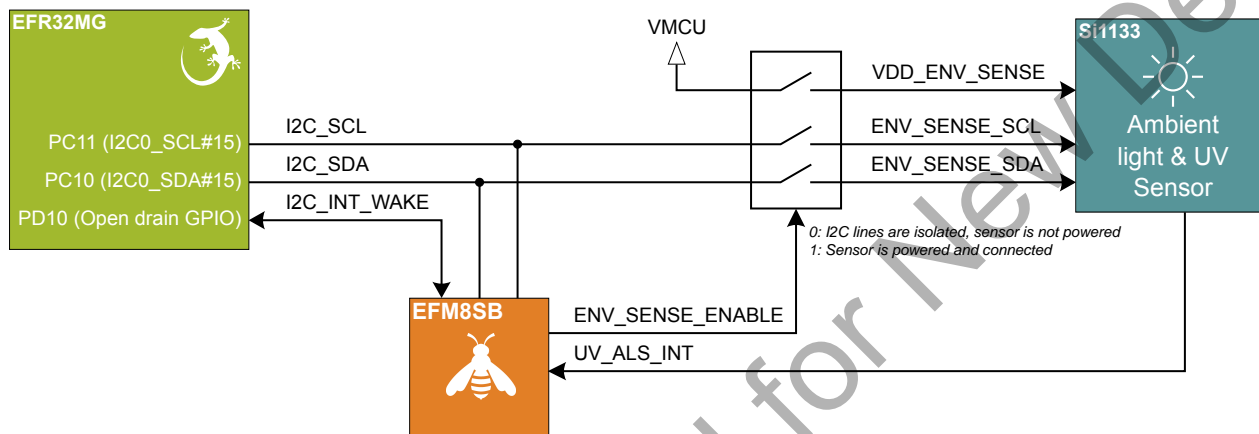 EFR32MG
PC11 (I2C0_SCL#15)
PC10 (I2C0_SDA#15)
PD10 (Open drain GPIO)
I2C_SCL
I2C_SDA
I2C_INT_WAKE
VMCU
VDD_ENV_SENSE
ENV_SENSE_SCL
ENV_SENSE_SDA
Si1133
Ambient
light & UV
Sensor
0: I2C lines are isolated, sensor is not powered
1: Sensor is powered and connected
EFM8SB
ENV_SENSE_ENABLE
UV_ALS_INT
for New